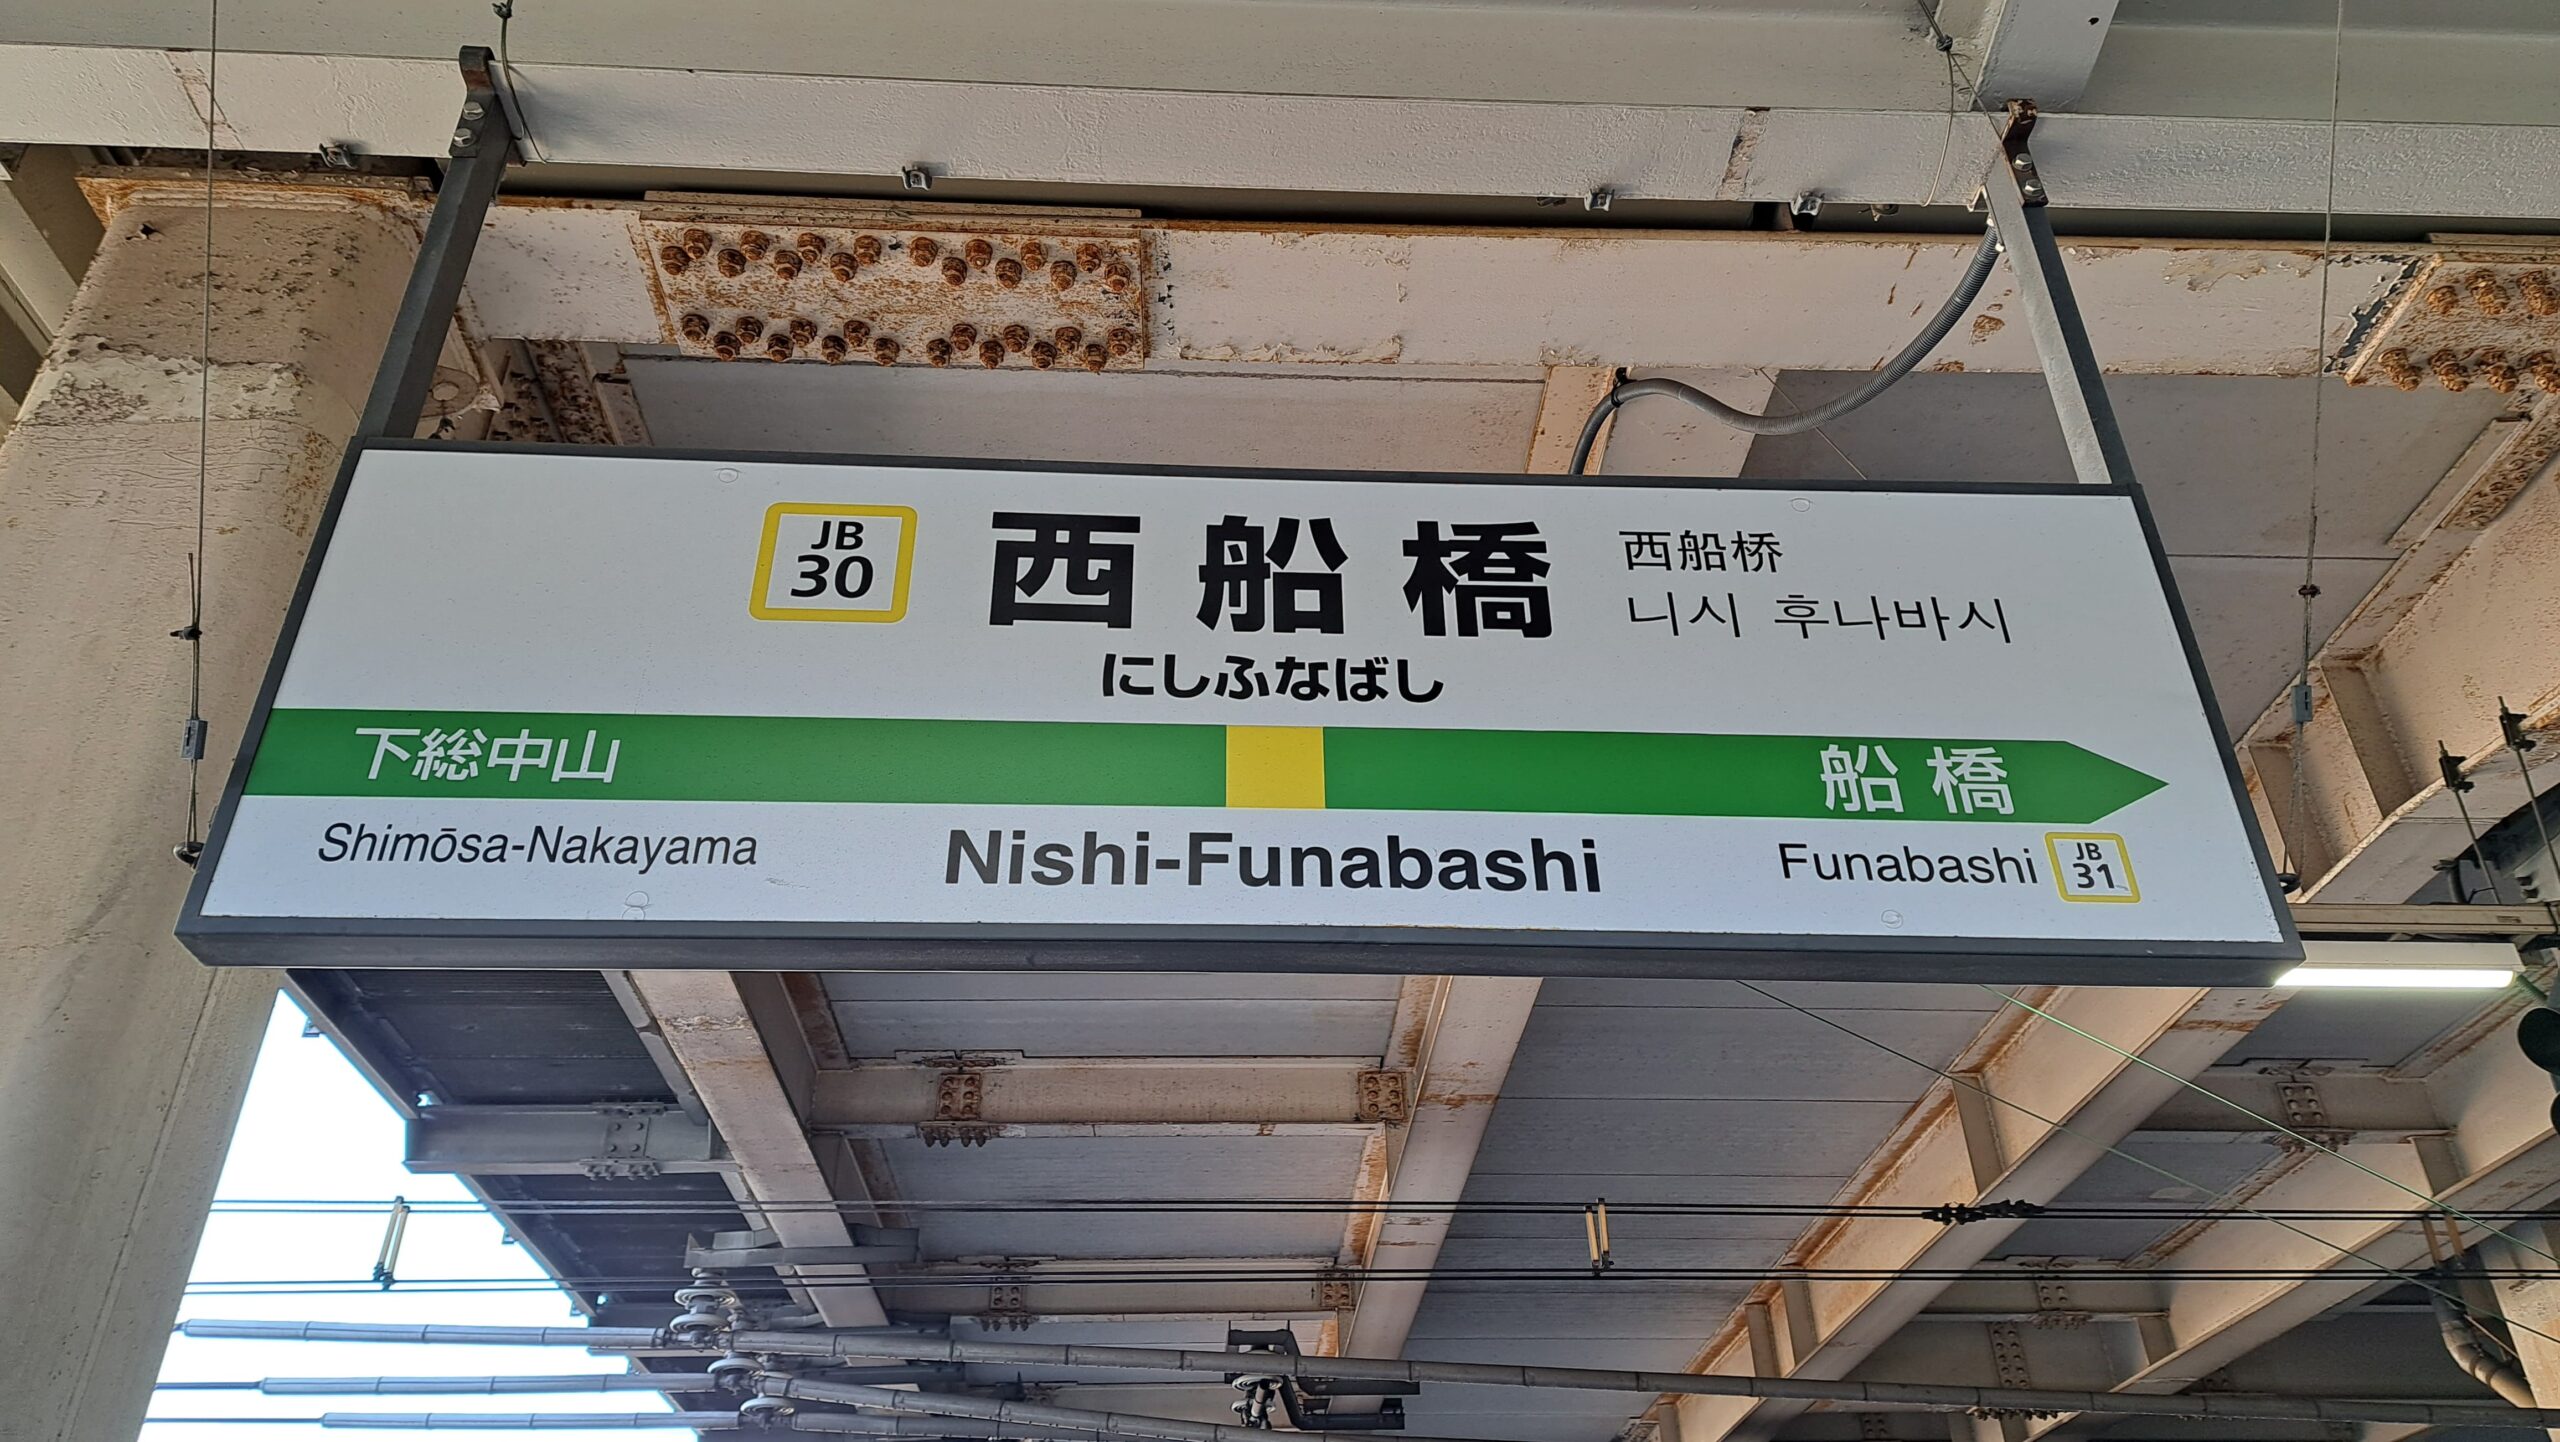 JB
30
西船橋
西船桥
니시 후나바시
にしふなばし
下総中山
船橋
Shimōsa-Nakayama
Nishi-Funabashi
Funabashi
JB
31